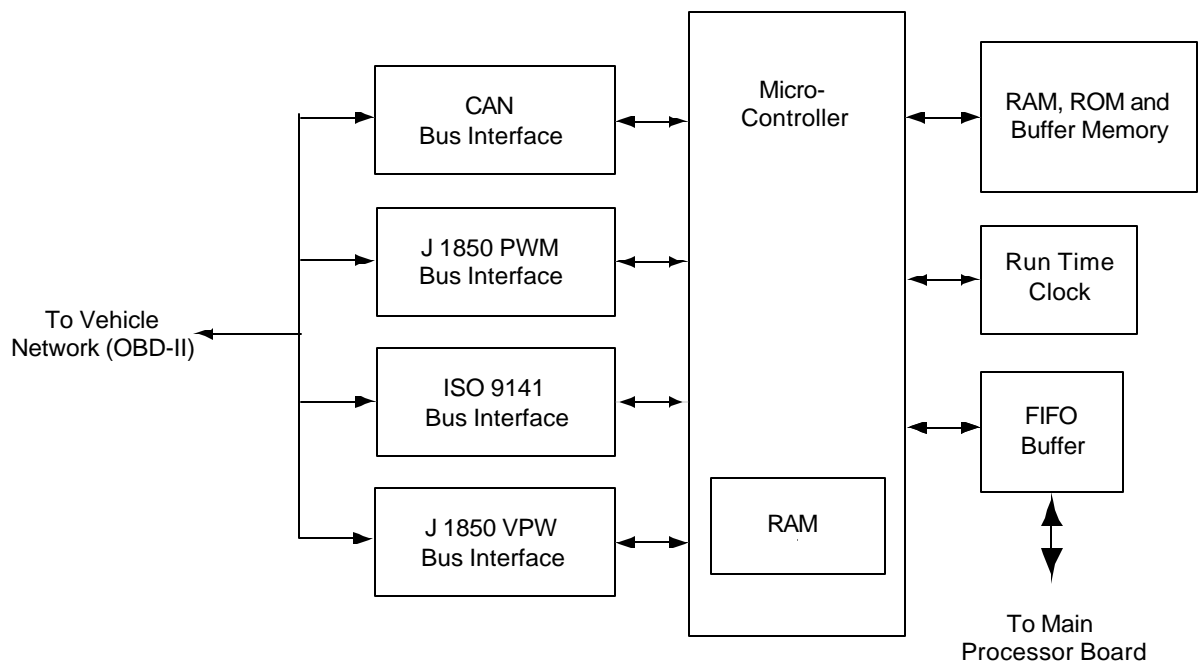 CAN
Bus Interface
J 1850 PWM
Bus Interface
ISO 9141
Bus Interface
J 1850 VPW
Bus Interface
To Vehicle
Network (OBD-II)
Micro-
Controller
RAM
RAM, ROM and
Buffer Memory
Run Time
Clock
FIFO
Buffer
To Main
Processor Board